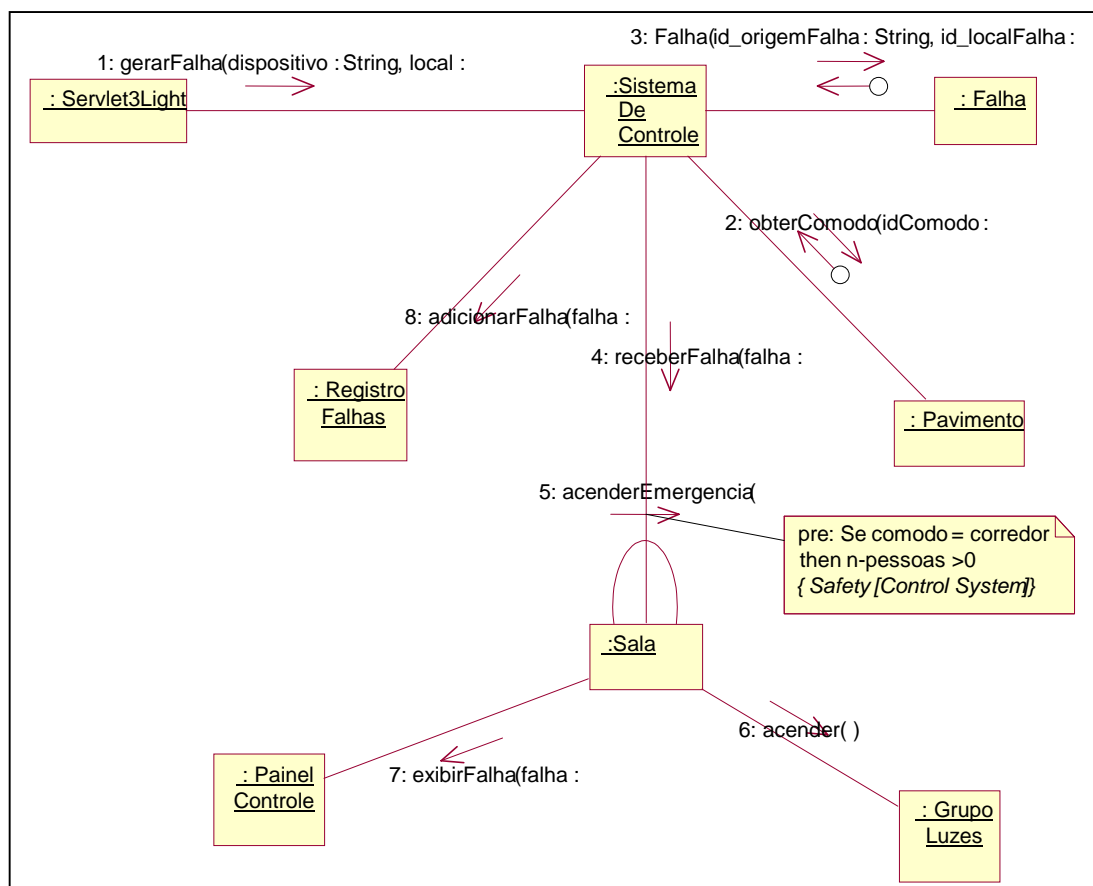 3: Falha(id_origemFalha : String, id_localFalha :
1: gerarFalha(dispositivo : String, local :
: Servlet3Light
:Sistema
De
Controle
: Falha
2: obterComodo(idComodo :
8: adicionarFalha(falha :
4: receberFalha(falha :
: Registro
Falhas
: Pavimento
5: acenderEmergencia(
pre: Se comodo = corredor
then n-pessoas >0
{ Safety [Control System]}
:Sala
6: acender( )
7: exibirFalha(falha :
: Painel
Controle
: Grupo
Luzes